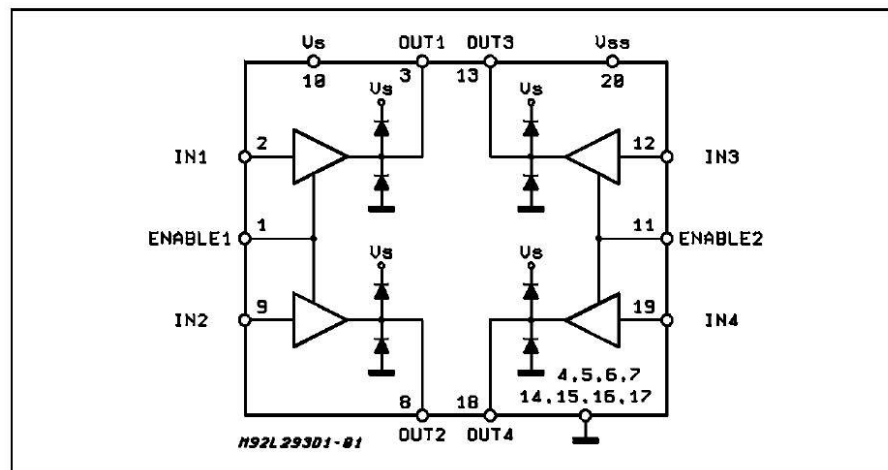 Vs OUT1 OUT3 Vss
10 3 13 20
Vs Vs
IN1 2 12 IN3
ENABLE1 1 11 ENABLE2
Vs Vs
IN2 9 19 IN4
4,5,6,7
8 18 14,15,16,17
OUT2 OUT4
M92L293D1-01